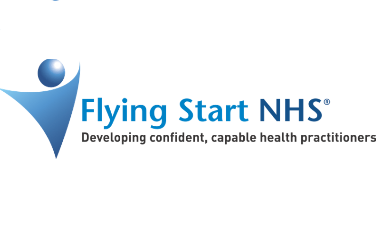 Flying Start NHS®
Developing confident, capable health practitioners